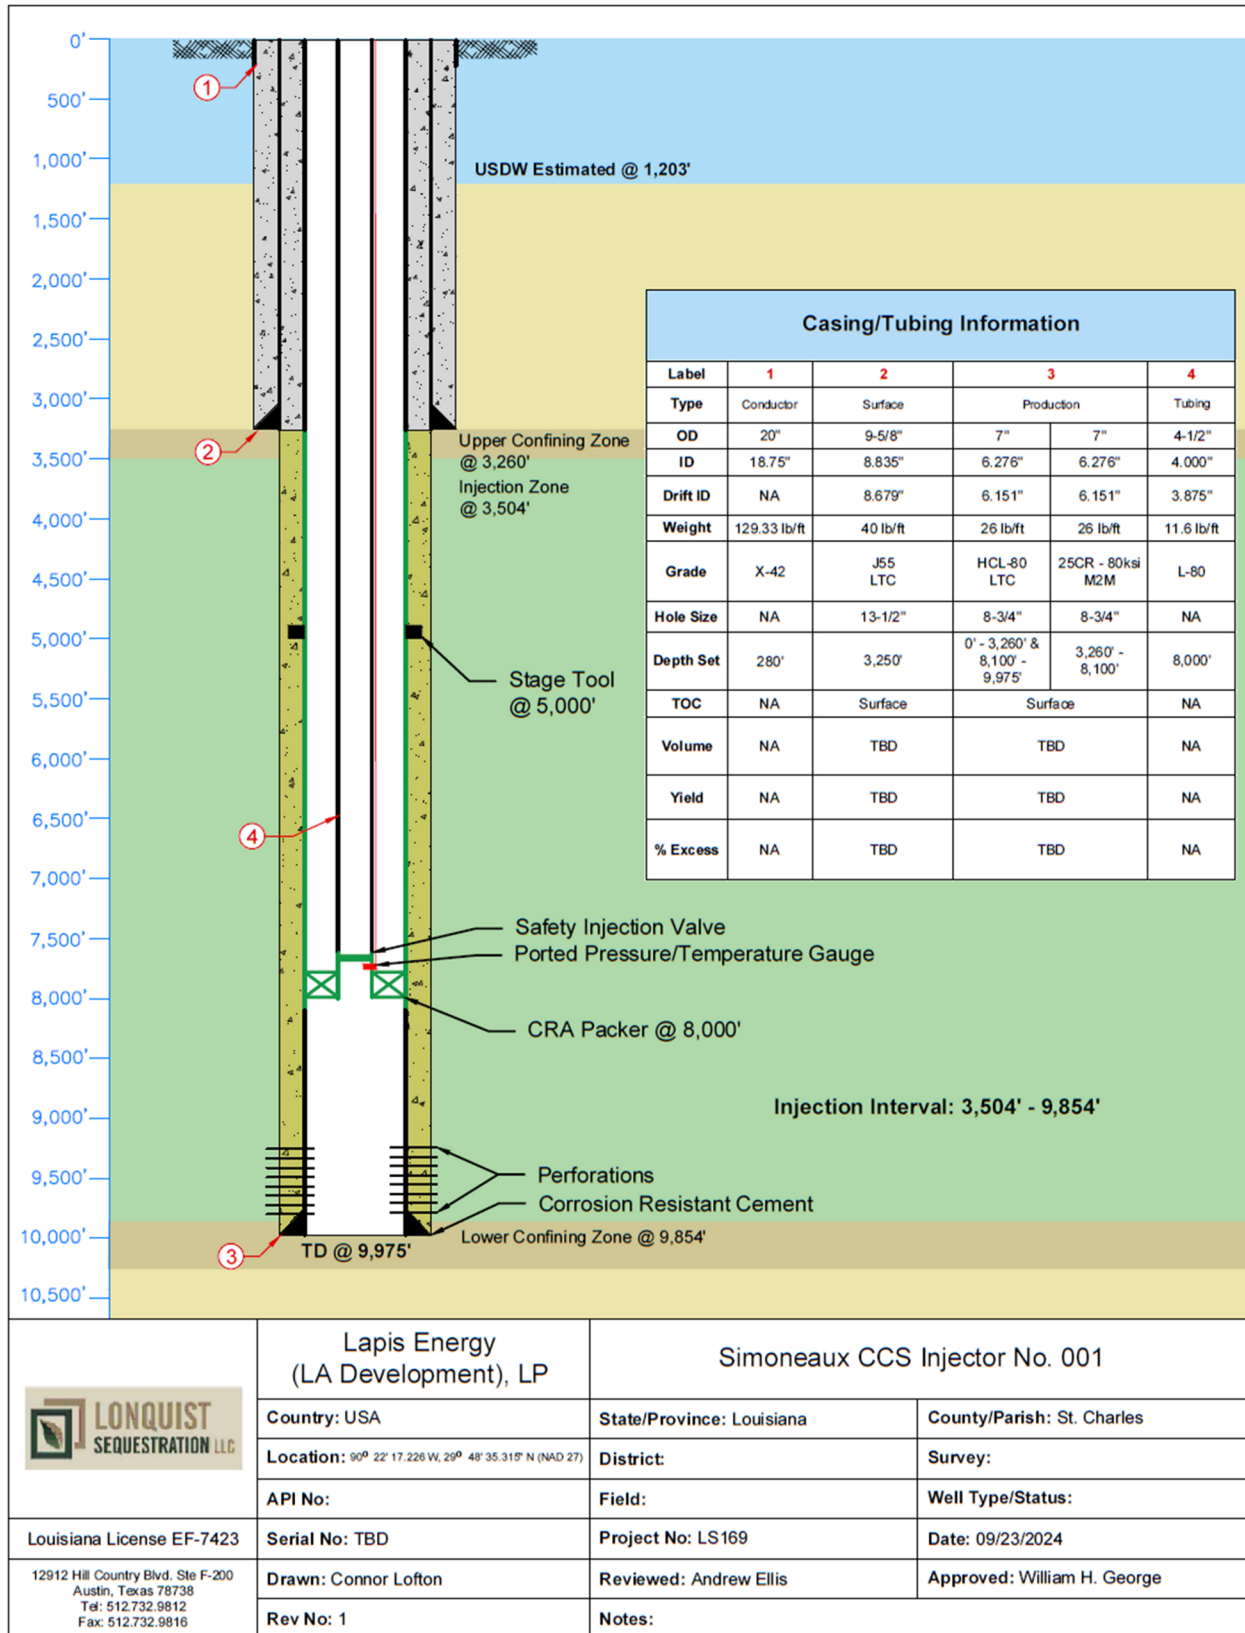 0'
500'
1,000'
1,500'
2,000'
2,500'
3,000'
3,500'
4,000'
4,500'
5,000'
5,500'
6,000'
6,500'
7,000'
7,500'
8,000'
8,500'
9,000'
9,500'
10,000'
10,500'
1
USDW Estimated @ 1,203'
2
Upper Confining Zone
@ 3,260'
Injection Zone
@ 3,504'
Stage Tool
@ 5,000'
4
Safety Injection Valve
Ported Pressure/Temperature Gauge
CRA Packer @ 8,000'
Injection Interval: 3,504' - 9,854'
Perforations
Corrosion Resistant Cement
Lower Confining Zone @ 9,854'
3
TD @ 9,975'
Casing/Tubing Information
Label 1 2 3 4
Type Conductor Surface Production Tubing
OD 20" 9-5/8" 7" 7" 4-1/2"
ID 18.75" 8.835" 6.276" 6.276" 4.000"
Drift ID NA 8.679" 6.151" 6.151" 3.875"
Weight 129.33 lb/ft 40 lb/ft 26 lb/ft 26 lb/ft 11.6 lb/ft
Grade X-42 J55 LTC HCL-80 LTC 25CR - 80ksi M2M L-80
Hole Size NA 13-1/2" 8-3/4" 8-3/4" NA
Depth Set 280' 3,250' 0' - 3,260' & 8,100' - 9,975' 3,260' - 8,100' 8,000'
TOC NA Surface Surface NA
Volume NA TBD TBD NA
Yield NA TBD TBD NA
% Excess NA TBD TBD NA
LONQUIST
SEQUESTRATION LLC
Louisiana License EF-7423
12912 Hill Country Blvd. Ste F-200
Austin, Texas 78738
Tel: 512.732.9812
Fax: 512.732.9816
Lapis Energy
(LA Development), LP
Simoneaux CCS Injector No. 001
Country: USA
State/Province: Louisiana
County/Parish: St. Charles
Location: 90º 22' 17.226 W, 29º 48' 35.315" N (NAD 27)
District:
Survey:
API No:
Field:
Well Type/Status:
Serial No: TBD
Project No: LS169
Date: 09/23/2024
Drawn: Connor Lofton
Reviewed: Andrew Ellis
Approved: William H. George
Rev No: 1
Notes: